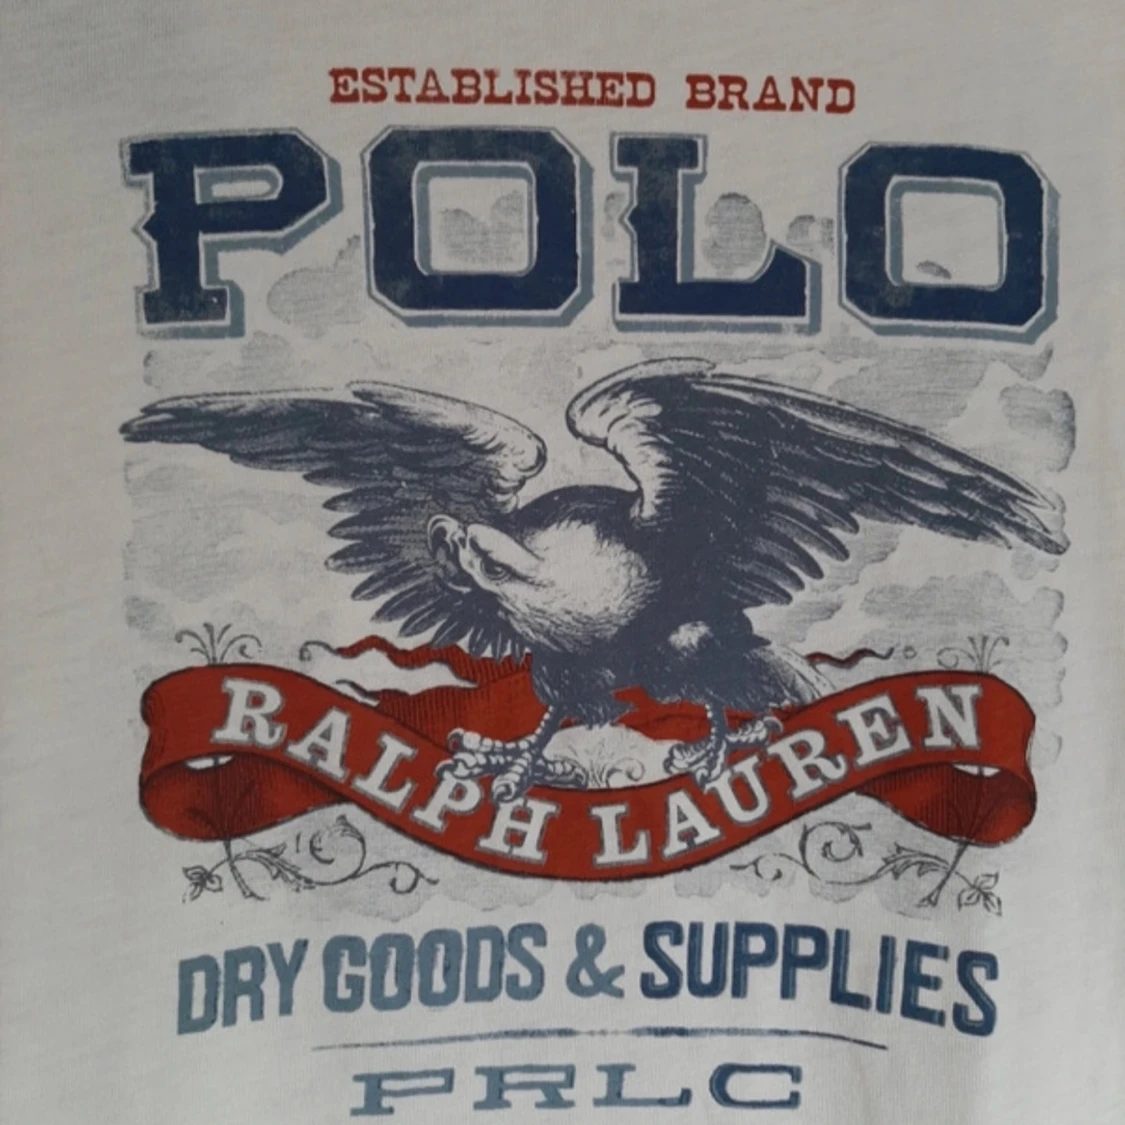 ESTABLISHED BRAND
POLO
RALPH LAUREN
DRY GOODS & SUPPLIES
PRLC